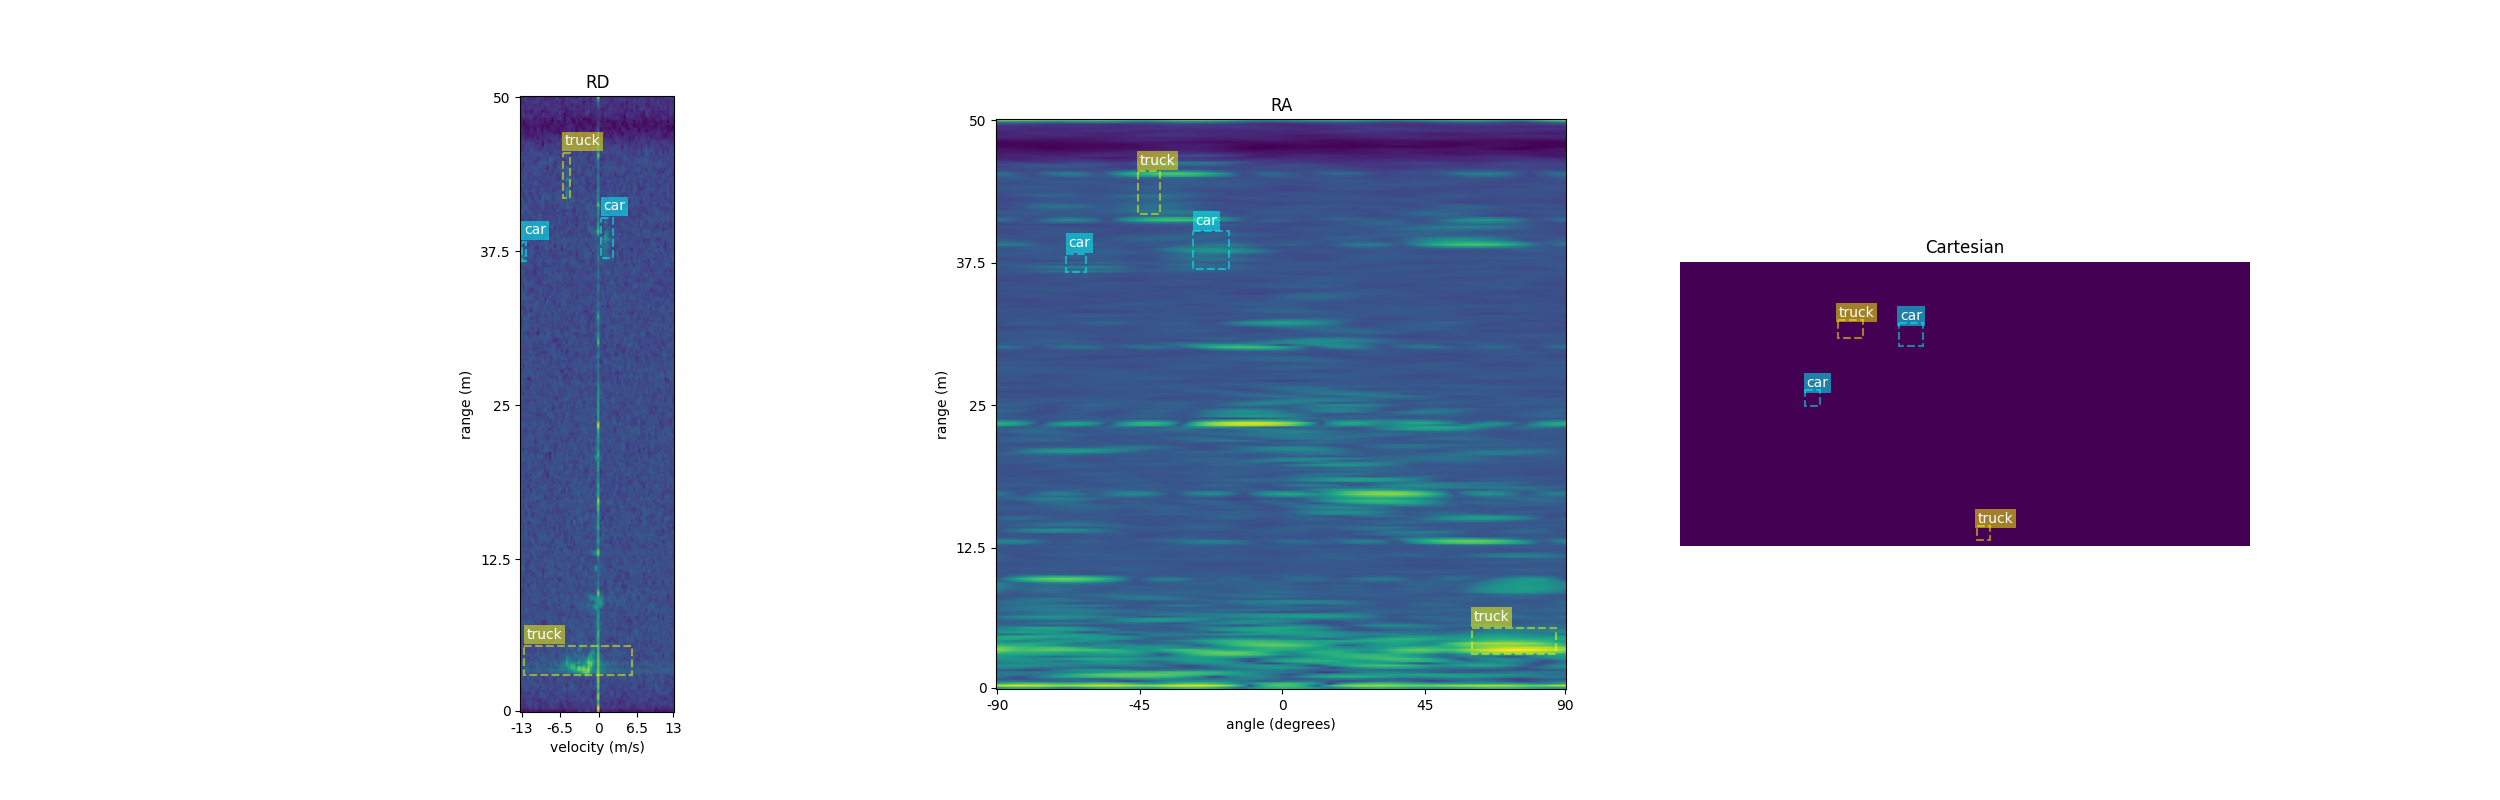 RD
50
37.5
25
12.5
0
range (m)
truck
car
car
truck
-13 -6.5 0 6.5 13
velocity (m/s)
RA
50
37.5
25
12.5
0
range (m)
truck
car
car
truck
-90 -45 0 45 90
angle (degrees)
Cartesian
truck
car
car
truck